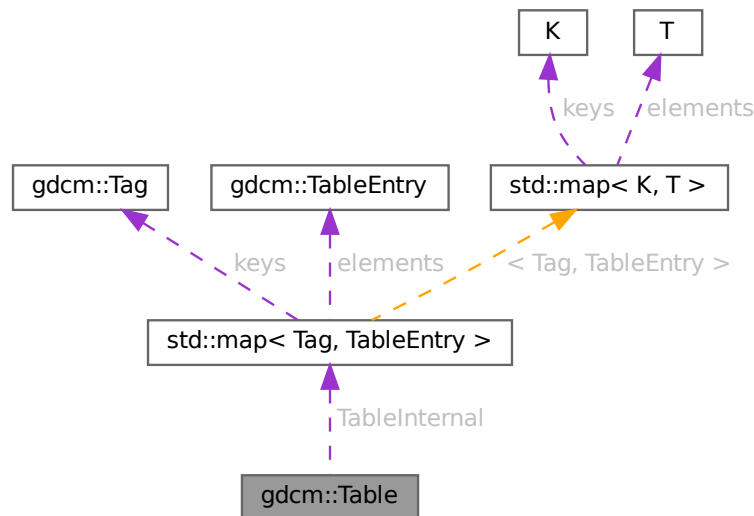 K
T
keys
elements
gdcm::Tag
gdcm::TableEntry
std::map< K, T >
keys
elements
< Tag, TableEntry >
std::map< Tag, TableEntry >
TableInternal
gdcm::Table